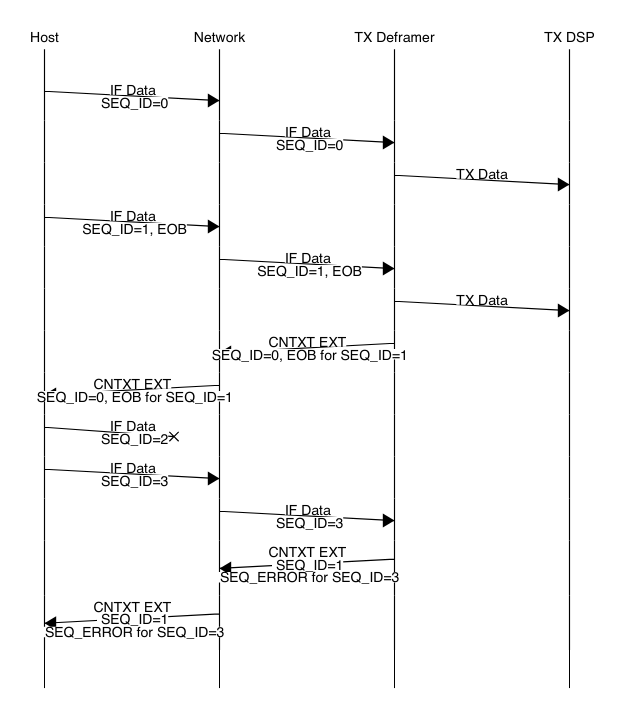 Host Network TX Deframer TX DSP
IF Data
SEQ_ID=0
IF Data
SEQ_ID=0
TX Data
IF Data
SEQ_ID=1, EOB
IF Data
SEQ_ID=1, EOB
TX Data
CNTXT EXT
SEQ_ID=0, EOB for SEQ_ID=1
CNTXT EXT
SEQ_ID=0, EOB for SEQ_ID=1
IF Data
SEQ_ID=2
IF Data
SEQ_ID=3
IF Data
SEQ_ID=3
CNTXT EXT
SEQ_ID=1
SEQ_ERROR for SEQ_ID=3
CNTXT EXT
SEQ_ID=1
SEQ_ERROR for SEQ_ID=3